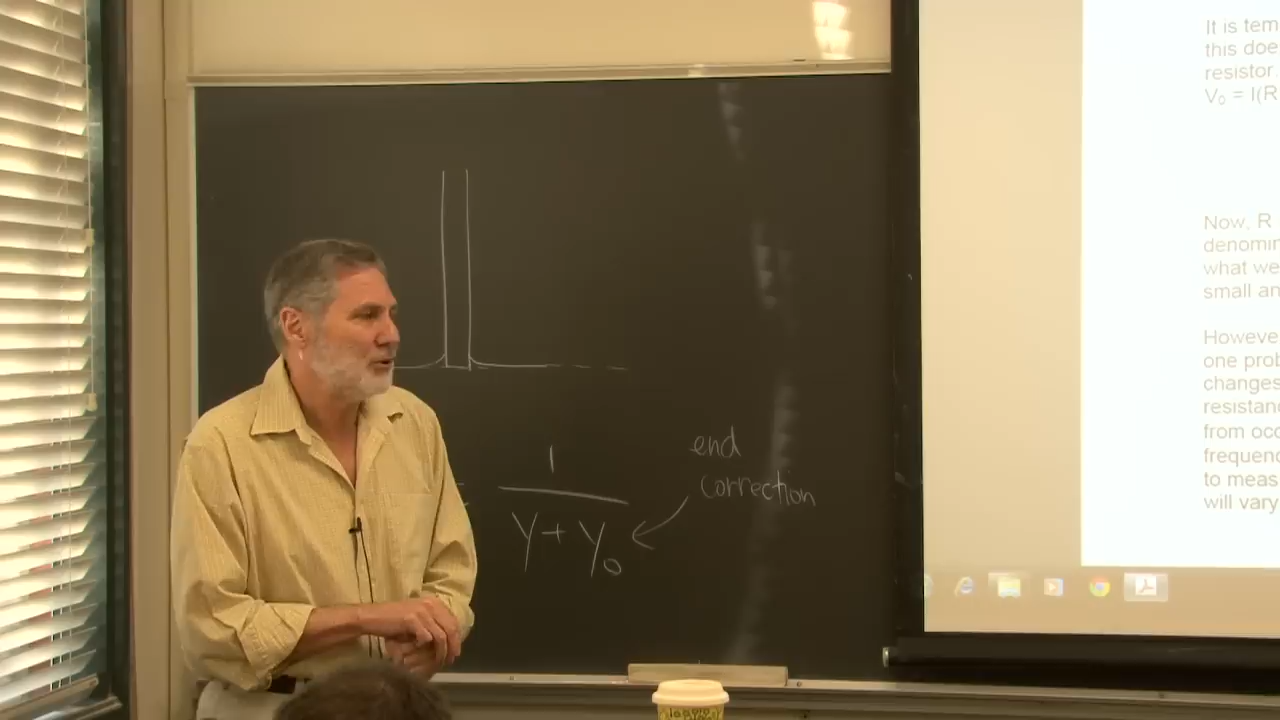 It is tem
this doe
resistor
V₀ = I(R
Now, R
denomin
what we
small an
Howeve
one prob
changes
resistanc
from occ
frequenc
to meas
will vary
end
correction
=
1
Y + Y₀